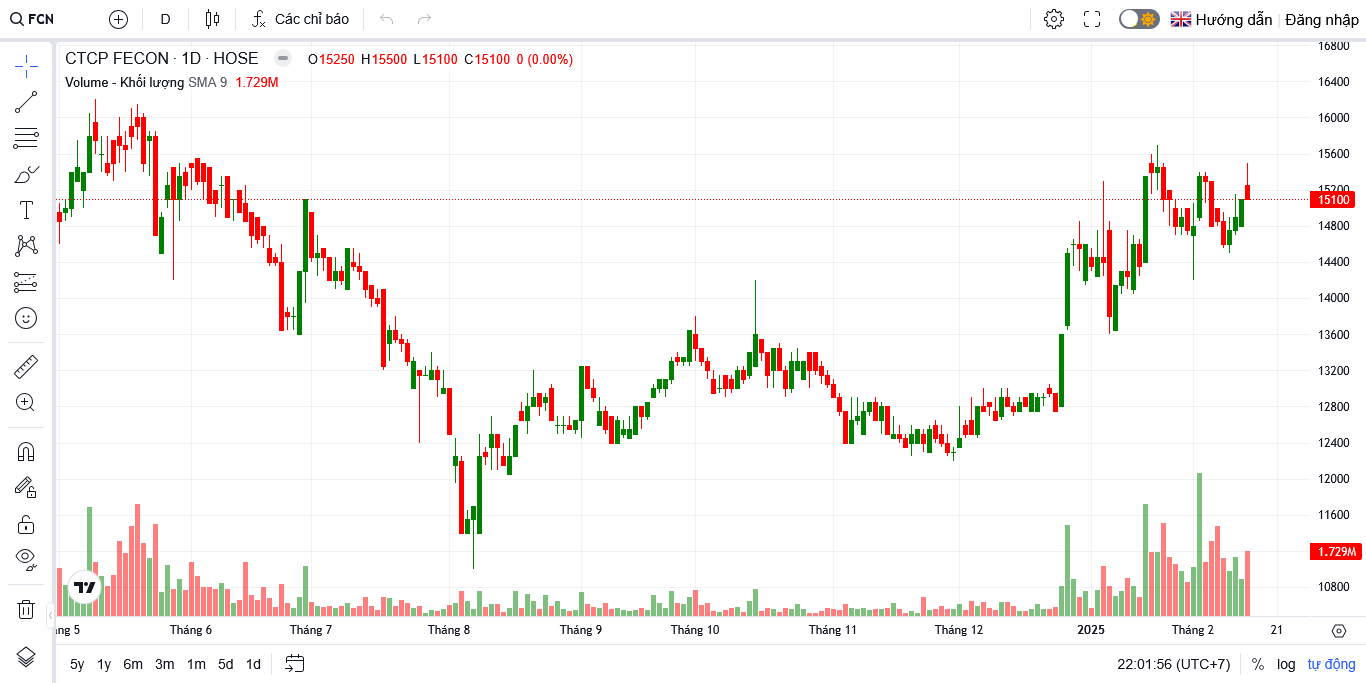 FCN D Các chỉ báo Hướng dẫn Đăng nhập
CTCP FECON · 1D · HOSE O15250 H15500 L15100 C15100 0 (0.00%)
Volume - Khối lượng SMA 9 1.729M
16800
16400
16000
15600
15200
15100
14800
14400
14000
13600
13200
12800
12400
12000
11600
1.729M
10800
ng 5 Tháng 6 Tháng 7 Tháng 8 Tháng 9 Tháng 10 Tháng 11 Tháng 12 2025 Tháng 2 21
5y 1y 6m 3m 1m 5d 1d 22:01:56 (UTC+7) % log tự động